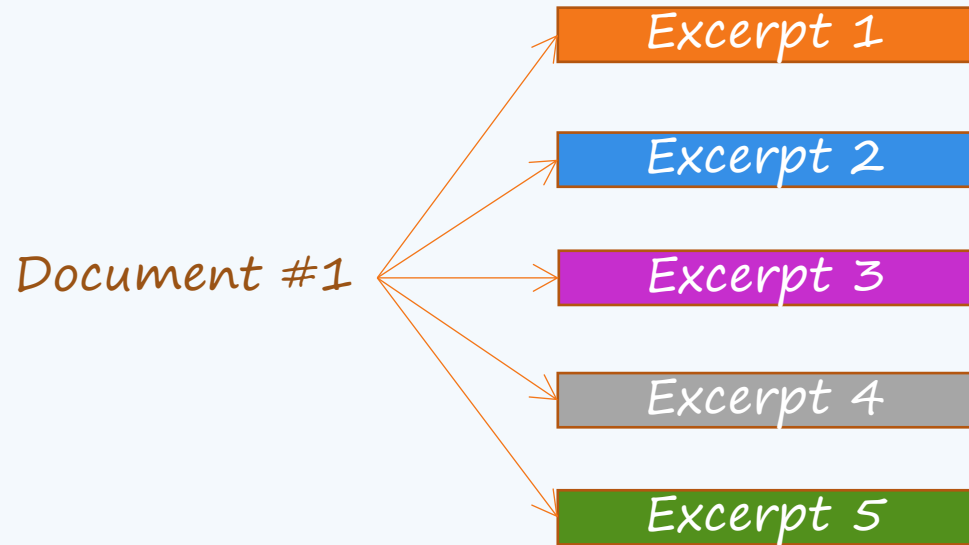 Excerpt 1
Excerpt 2
Document #1
Excerpt 3
Excerpt 4
Excerpt 5